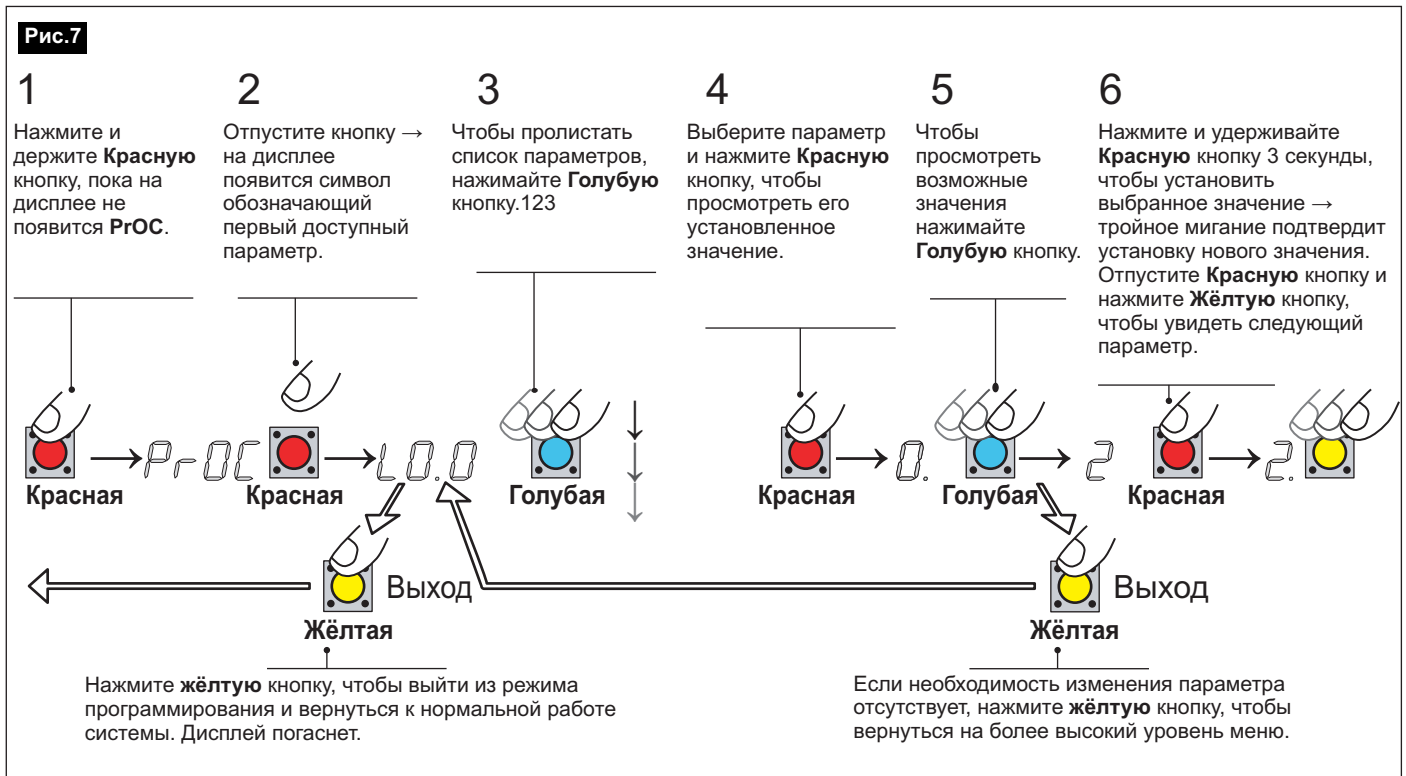 Рис.7
1
Нажмите и
держите Красную
кнопку, пока на
дисплее не
появится PrOC.
2
Отпустите кнопку →
на дисплее
появится символ
обозначающий
первый доступный
параметр.
3
Чтобы пролистать
список параметров,
нажимайте Голубую
кнопку.123
4
Выберите параметр
и нажмите Красную
кнопку, чтобы
просмотреть его
установленное
значение.
5
Чтобы
просмотреть
возможные
значения
нажимайте
Голубую кнопку.
6
Нажмите и удерживайте
Красную кнопку 3 секунды,
чтобы установить
выбранное значение →
тройное мигание подтвердит
установку нового значения.
Отпустите Красную кнопку и
нажмите Жёлтую кнопку,
чтобы увидеть следующий
параметр.
PrOC
L0.0
0.
2
2.
Красная
Красная
Голубая
Красная
Голубая
Красная
Выход
Жёлтая
Выход
Жёлтая
Нажмите жёлтую кнопку, чтобы выйти из режима
программирования и вернуться к нормальной работе
системы. Дисплей погаснет.
Если необходимость изменения параметра
отсутствует, нажмите жёлтую кнопку, чтобы
вернуться на более высокий уровень меню.